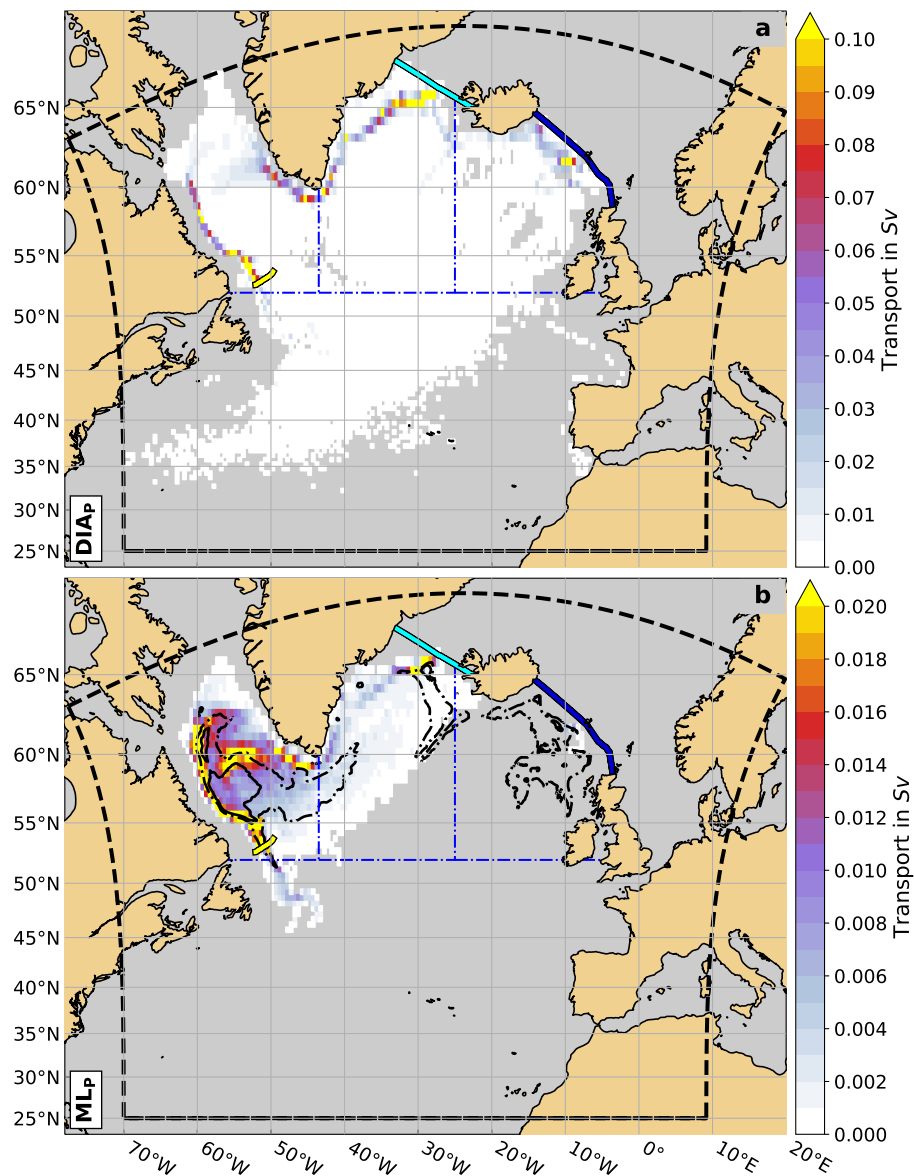 a
65°N
60°N
55°N
50°N
45°N
40°N
35°N
30°N
25°N
DIAP
0.10
0.09
0.08
0.07
0.06
0.05
0.04
0.03
0.02
0.01
0.00
Transport in Sv
b
65°N
60°N
55°N
50°N
45°N
40°N
35°N
30°N
25°N
MLP
0.020
0.018
0.016
0.014
0.012
0.010
0.008
0.006
0.004
0.002
0.000
Transport in Sv
70°W
60°W
50°W
40°W
30°W
20°W
10°W
0°
10°E
20°E